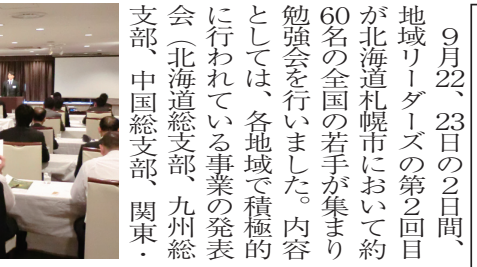 ９月22、23日の２日間、
地域リーダーズの第２回目
が北海道札幌市において約
60名の全国の若手が集まり
勉強会を行いました。内容
としては、各地域で積極的
に行われている事業の発表
会（北海道総支部、九州総
支部、中国総支部、関東・